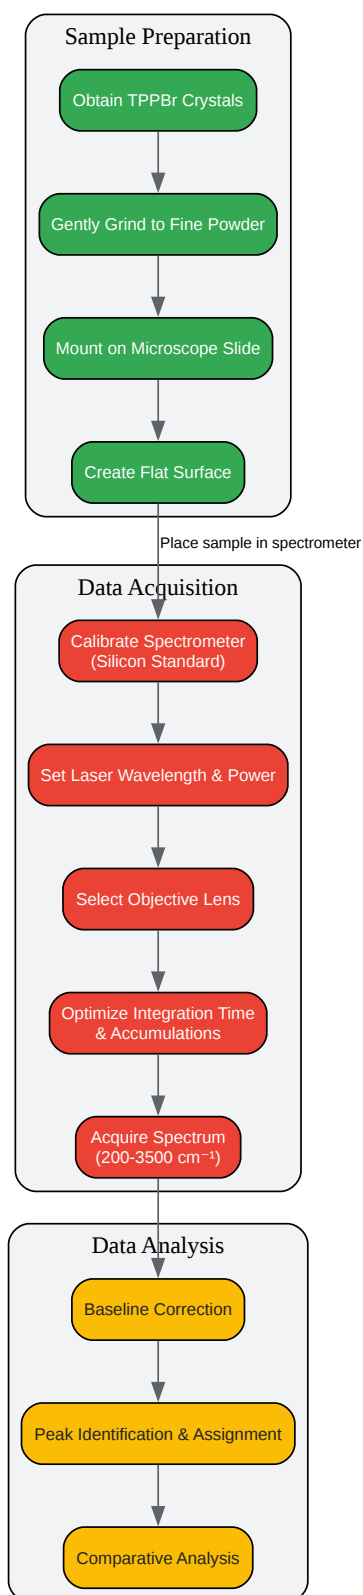 Sample Preparation
Obtain TPPBr Crystals
Gently Grind to Fine Powder
Mount on Microscope Slide
Create Flat Surface
Place sample in spectrometer
Data Acquisition
Calibrate Spectrometer
(Silicon Standard)
Set Laser Wavelength & Power
Select Objective Lens
Optimize Integration Time
& Accumulations
Acquire Spectrum
(200-3500 cm⁻¹)
Data Analysis
Baseline Correction
Peak Identification & Assignment
Comparative Analysis